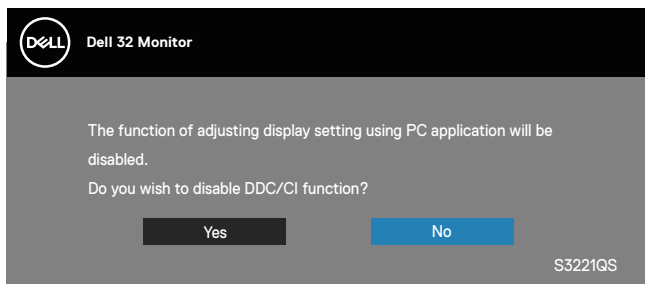 DELL
Dell 32 Monitor
The function of adjusting display setting using PC application will be
disabled.
Do you wish to disable DDC/CI function?
Yes
No
S3221QS